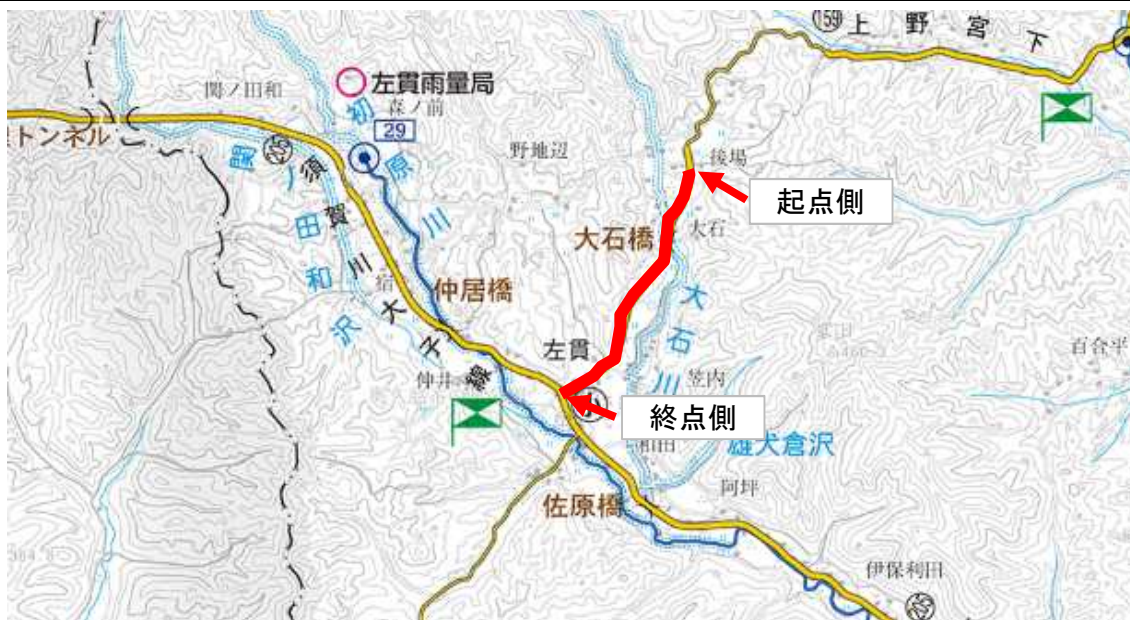 159 上野宮下
左貫雨量局
関ノ田和
森ノ前
トンネル
29
初原川
野地辺
後場
起点側
関ノ田和沢
須賀川大子線
大石橋
大石
宿
仲居橋
大石川
左貫
百合平
仲井
笠内
終点側
和田
雄犬倉沢
佐原橋
阿坪
伊保利田